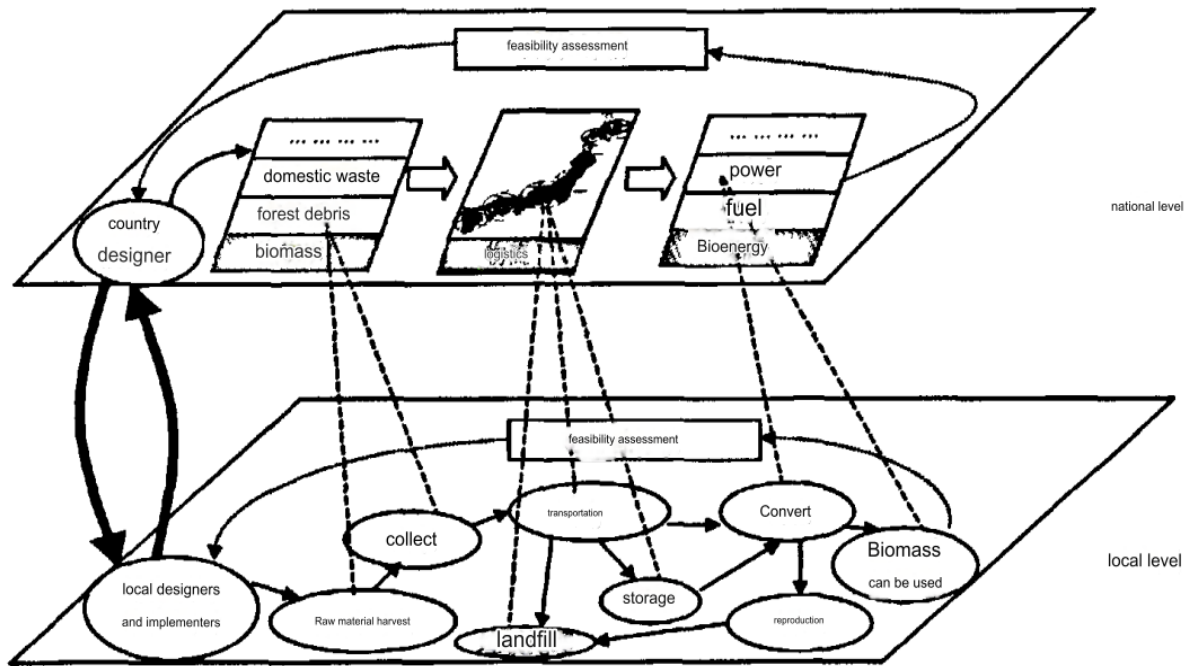 feasibility assessment
... ... ... ...
domestic waste
forest debris
biomass
logistics
... ... ... ...
power
fuel
Bioenergy
country
designer
national level
feasibility assessment
transportation
Convert
collect
Biomass
can be used
local level
local designers
and implementers
storage
Raw material harvest
reproduction
landfill